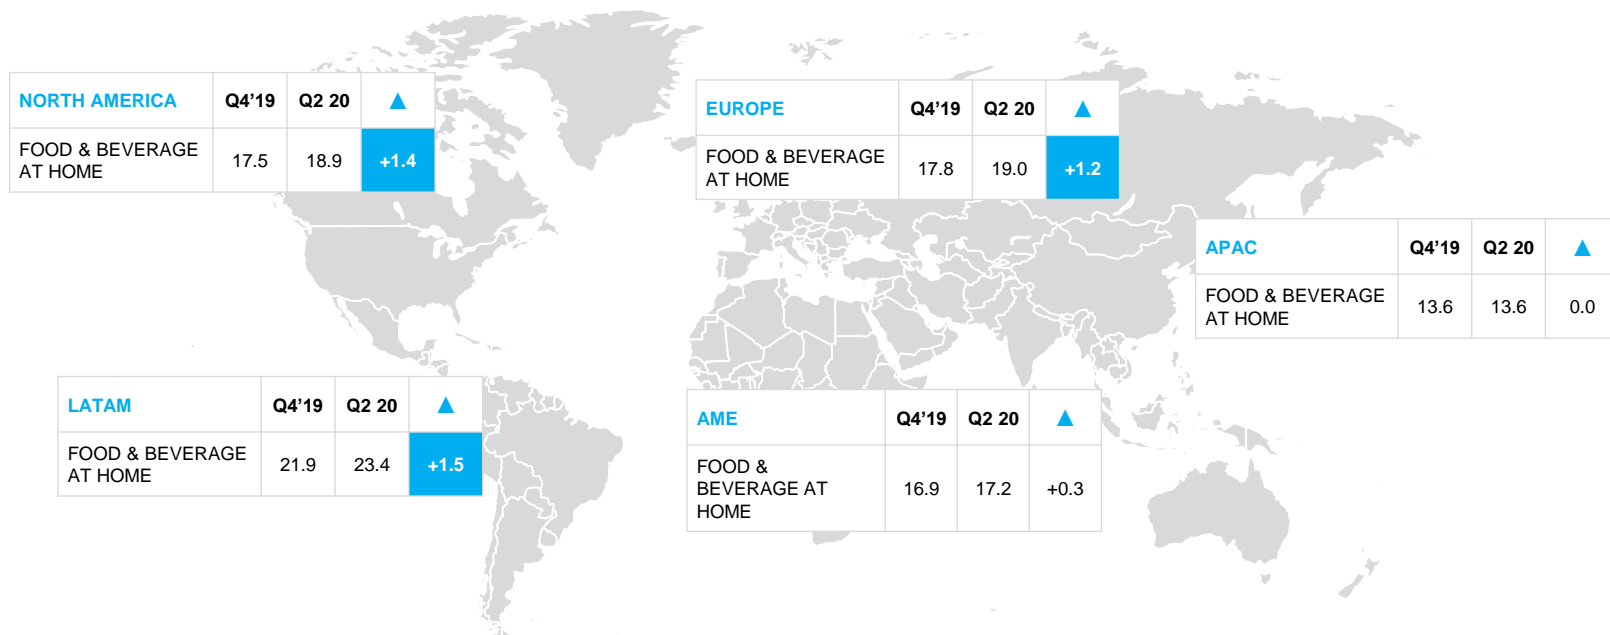 NORTH AMERICA Q4’19 Q2 20 ▲
FOOD & BEVERAGE
AT HOME 17.5 18.9 +1.4
EUROPE Q4’19 Q2 20 ▲
FOOD & BEVERAGE
AT HOME 17.8 19.0 +1.2
APAC Q4’19 Q2 20 ▲
FOOD & BEVERAGE
AT HOME 13.6 13.6 0.0
LATAM Q4’19 Q2 20 ▲
FOOD & BEVERAGE
AT HOME 21.9 23.4 +1.5
AME Q4’19 Q2 20 ▲
FOOD &
BEVERAGE AT 16.9 17.2 +0.3
HOME